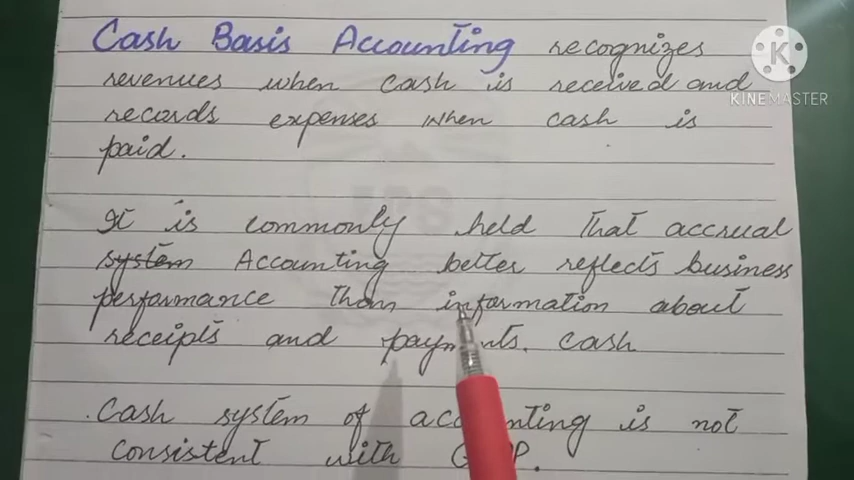 Cash Basis Accounting recognizes
revenues when cash is received and
records expenses when cash is
paid.
It is commonly held that accrual
system Accounting better reflects business
performance than information about
receipts and payments. Cash
Cash system of accounting is not
consistent with
K
KINEMASTER